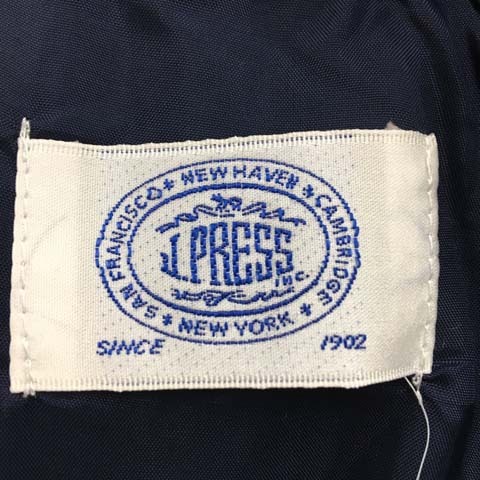 NEW HAVEN
SAN FRANCISCO
CAMBRIDGE
J. PRESS
INC.
NEW YORK
SINCE 1902